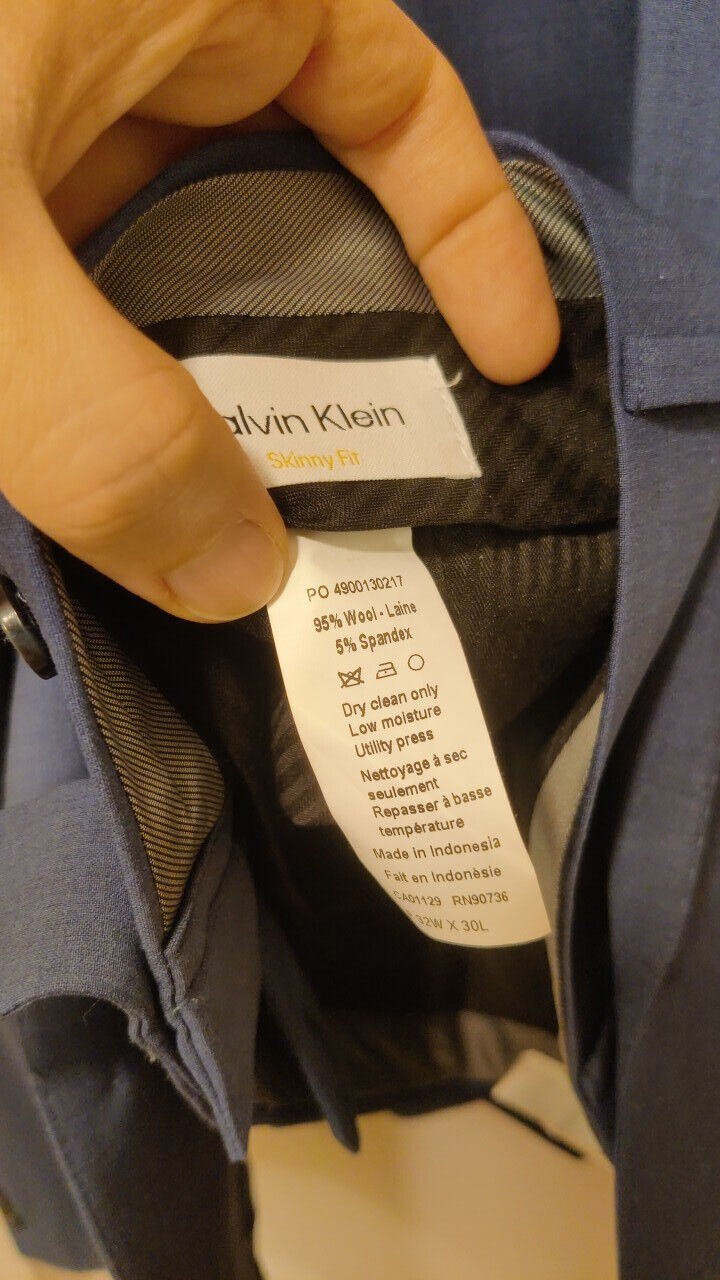 alvin Klein
Skinny Fit
PO 4900130217
95% Wool - Laine
5% Spandex
Dry clean only
Low moisture
Utility press
Nettoyage à sec
seulement
Repasser à basse
température
Made in Indonesia
Fait en Indonésie
CA01129 RN90736
32W X 30L